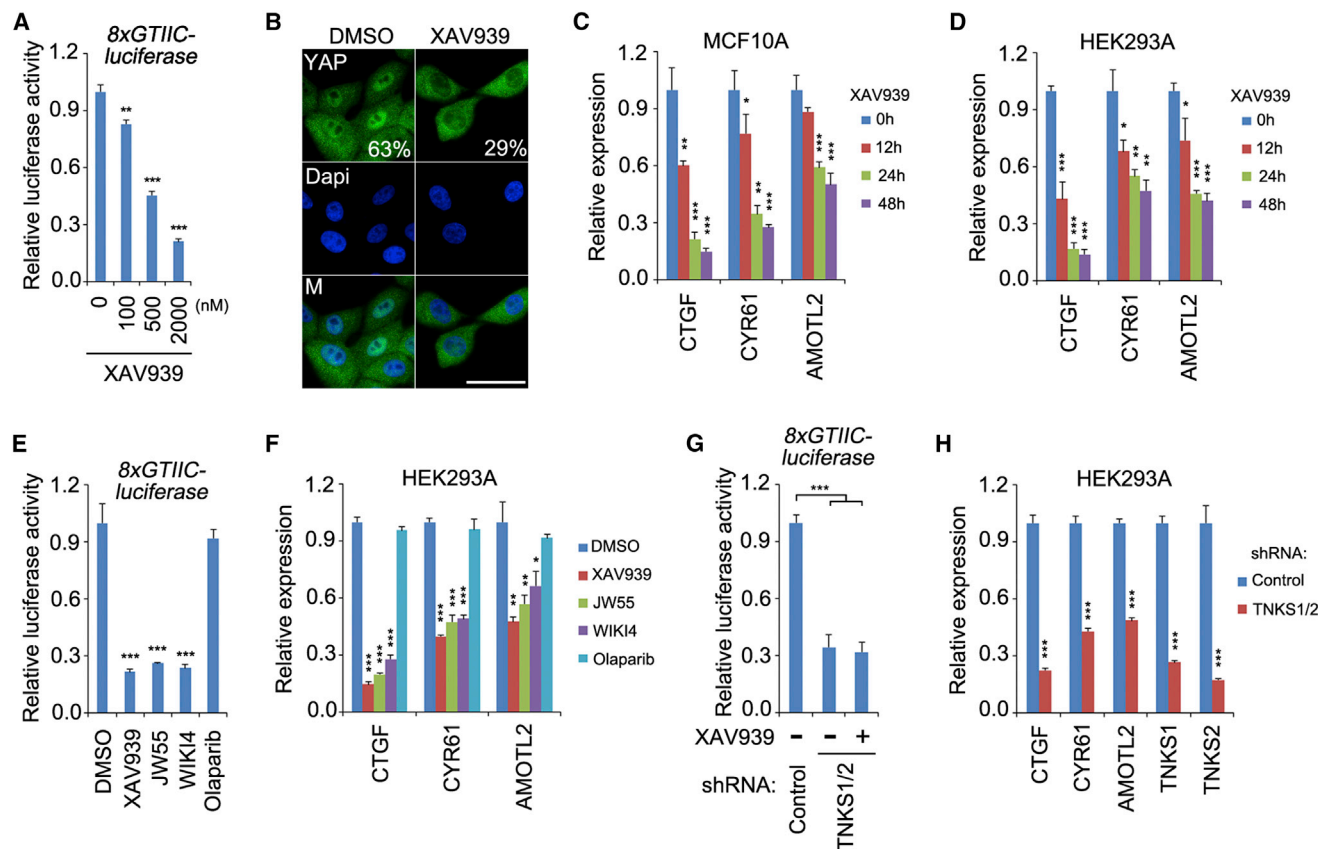 A
8xGTIIC-
luciferase
Relative luciferase activity
1.2
0.9
0.6
0.3
0.0
**
***
***
0
100
500
2000
(nM)
XAV939
B
DMSO
XAV939
YAP
63%
29%
Dapi
M
C
MCF10A
Relative expression
1.2
0.9
0.6
0.3
0.0
**
***
***
*
**
***
***
***
CTGF
CYR61
AMOTL2
XAV939
0h
12h
24h
48h
D
HEK293A
Relative expression
1.2
0.9
0.6
0.3
0.0
***
***
***
*
**
**
*
***
***
CTGF
CYR61
AMOTL2
XAV939
0h
12h
24h
48h
E
8xGTIIC-
luciferase
Relative luciferase activity
1.2
0.9
0.6
0.3
0.0
***
***
***
DMSO
XAV939
JW55
WIKI4
Olaparib
F
HEK293A
Relative expression
1.2
0.9
0.6
0.3
0.0
***
***
***
***
***
***
**
**
*
CTGF
CYR61
AMOTL2
DMSO
XAV939
JW55
WIKI4
Olaparib
G
8xGTIIC-
luciferase
Relative luciferase activity
1.2
0.9
0.6
0.3
0.0
***
XAV939 − − +
shRNA:
Control
TNKS1/2
H
HEK293A
Relative expression
1.2
0.9
0.6
0.3
0.0
***
***
***
***
***
CTGF
CYR61
AMOTL2
TNKS1
TNKS2
shRNA:
Control
TNKS1/2